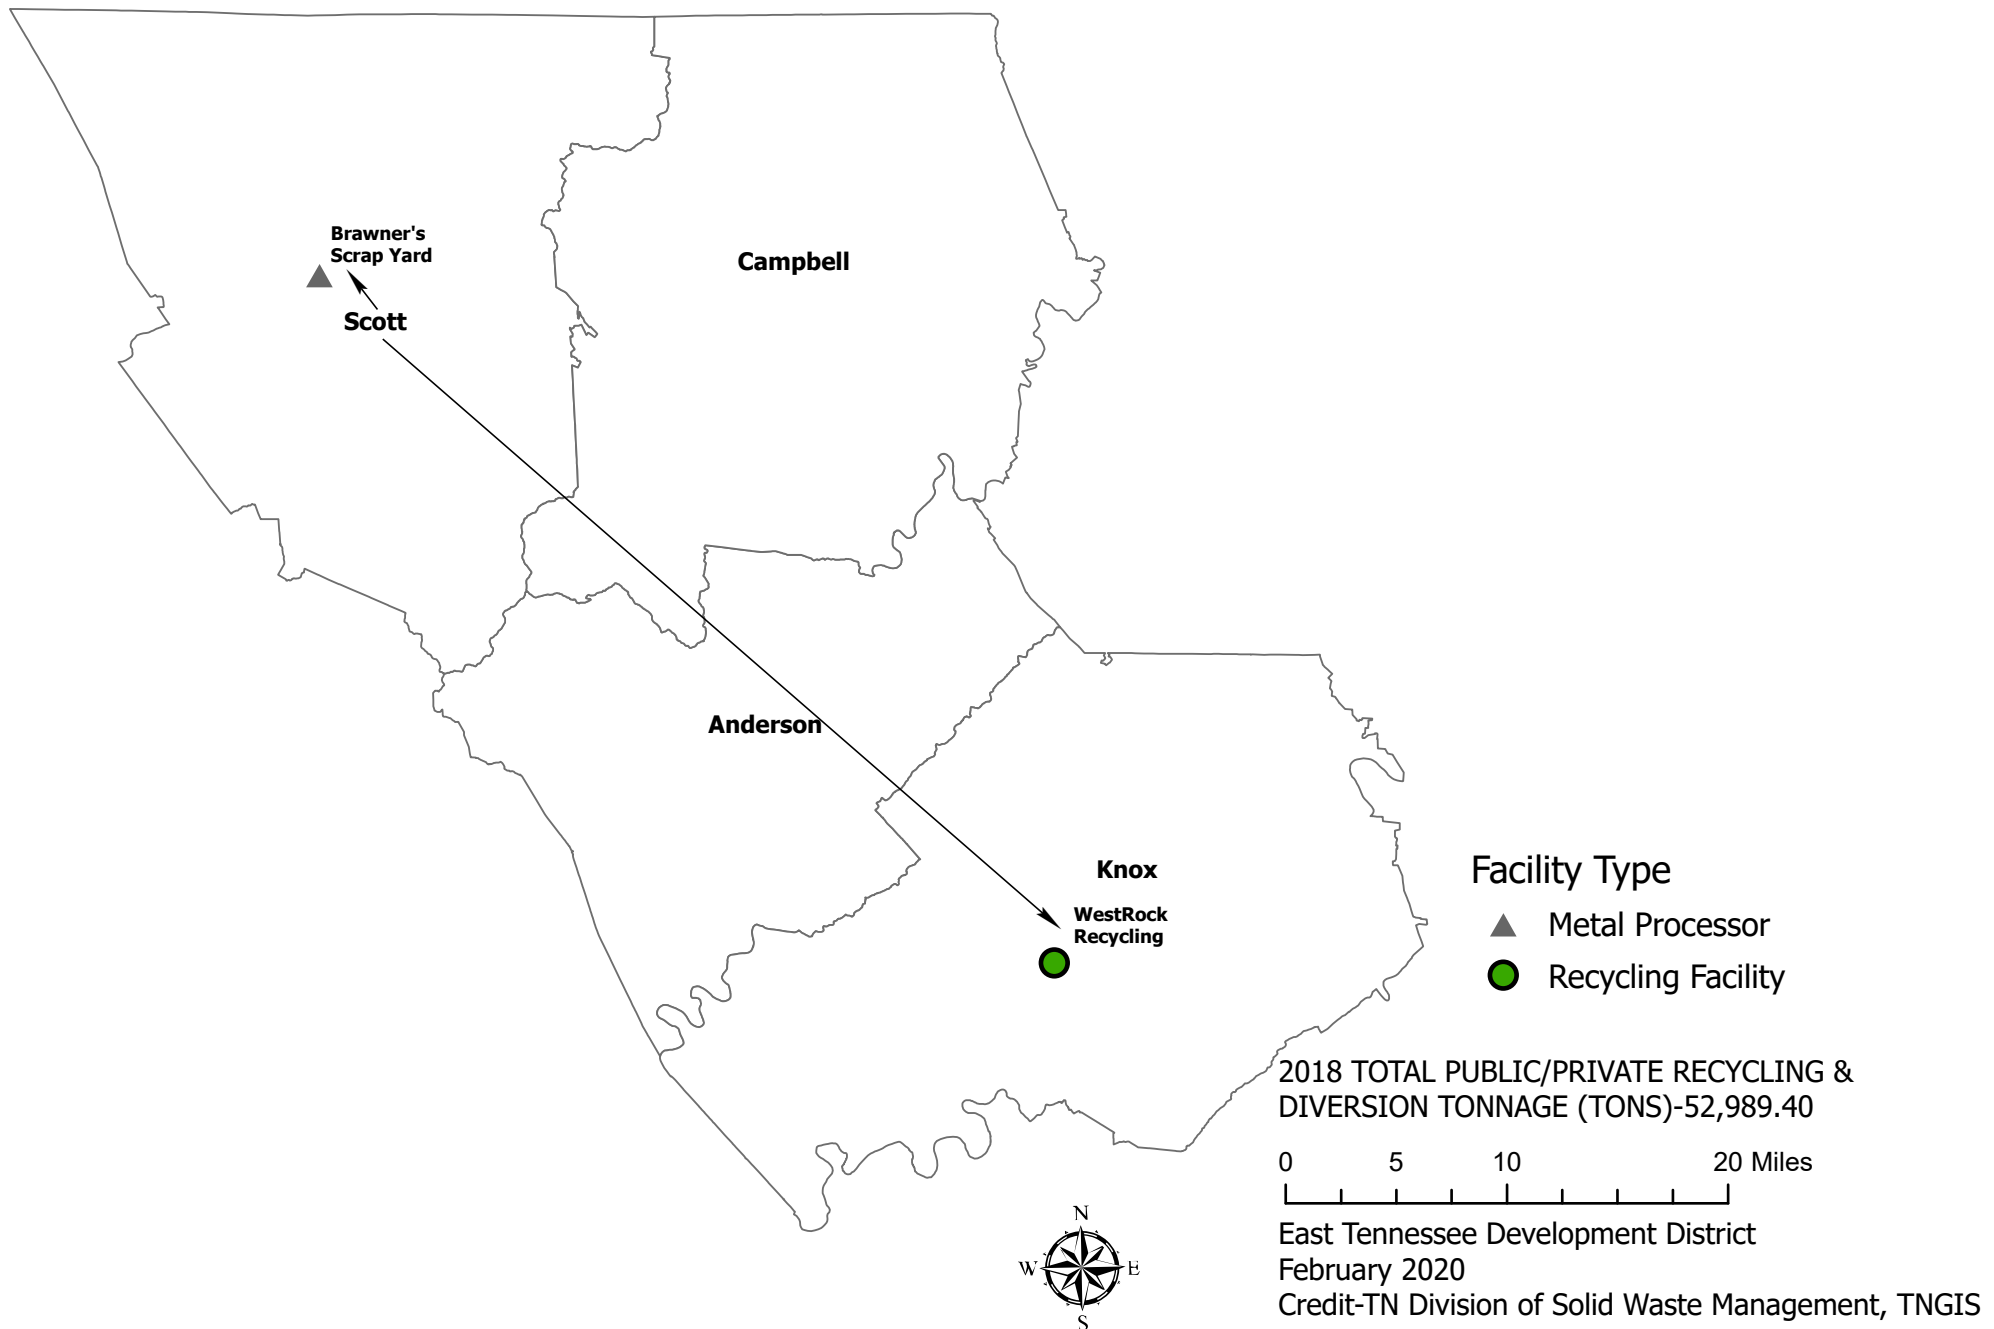 Brawner's
Scrap Yard
Campbell
Scott
Anderson
Knox
WestRock
Recycling
Facility Type
Metal Processor
Recycling Facility
2018 TOTAL PUBLIC/PRIVATE RECYCLING &
DIVERSION TONNAGE (TONS)-52,989.40
0 5 10 20 Miles
N
W E
S
East Tennessee Development District
February 2020
Credit-TN Division of Solid Waste Management, TNGIS